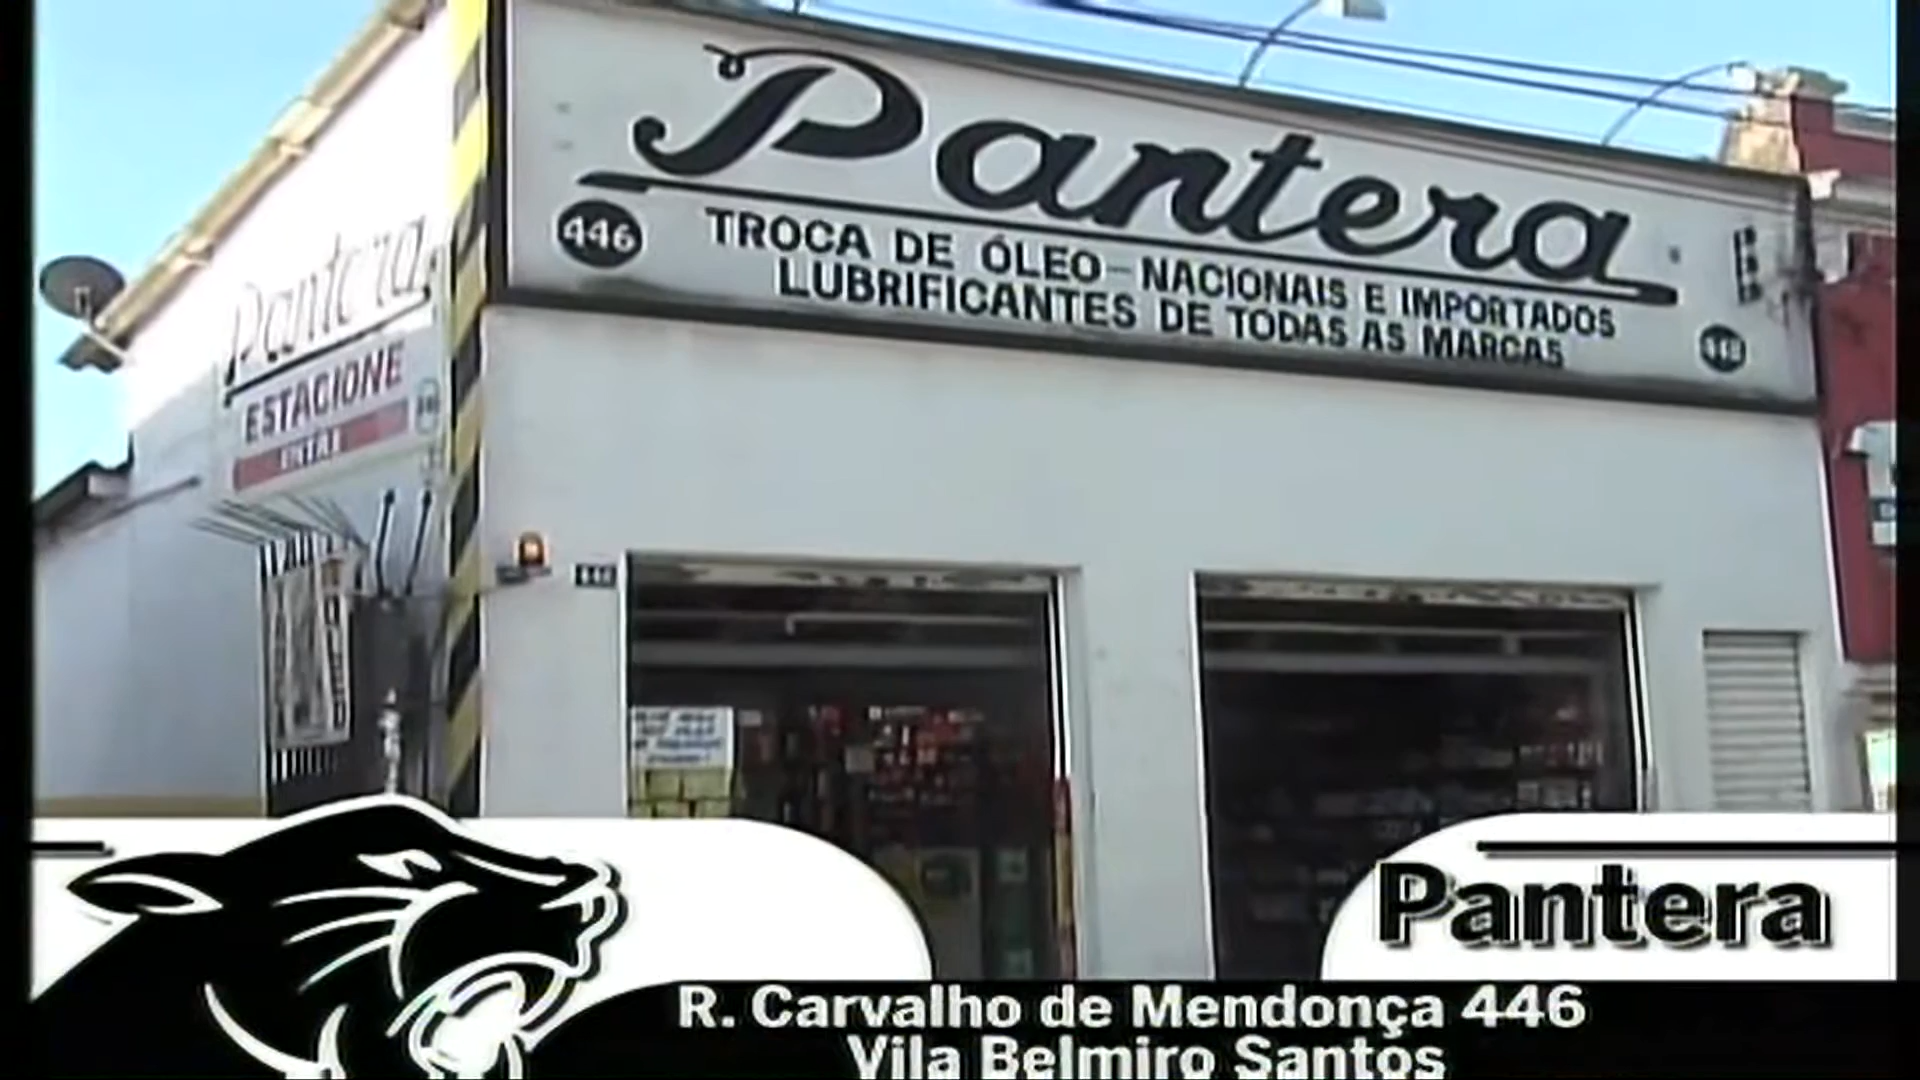 Pantera
446
TROCA DE ÓLEO - NACIONAIS E IMPORTADOS
LUBRIFICANTES DE TODAS AS MARCAS
Pantera
ESTACIONE
446
Pantera
R. Carvalho de Mendonça 446
Vila Belmiro Santos